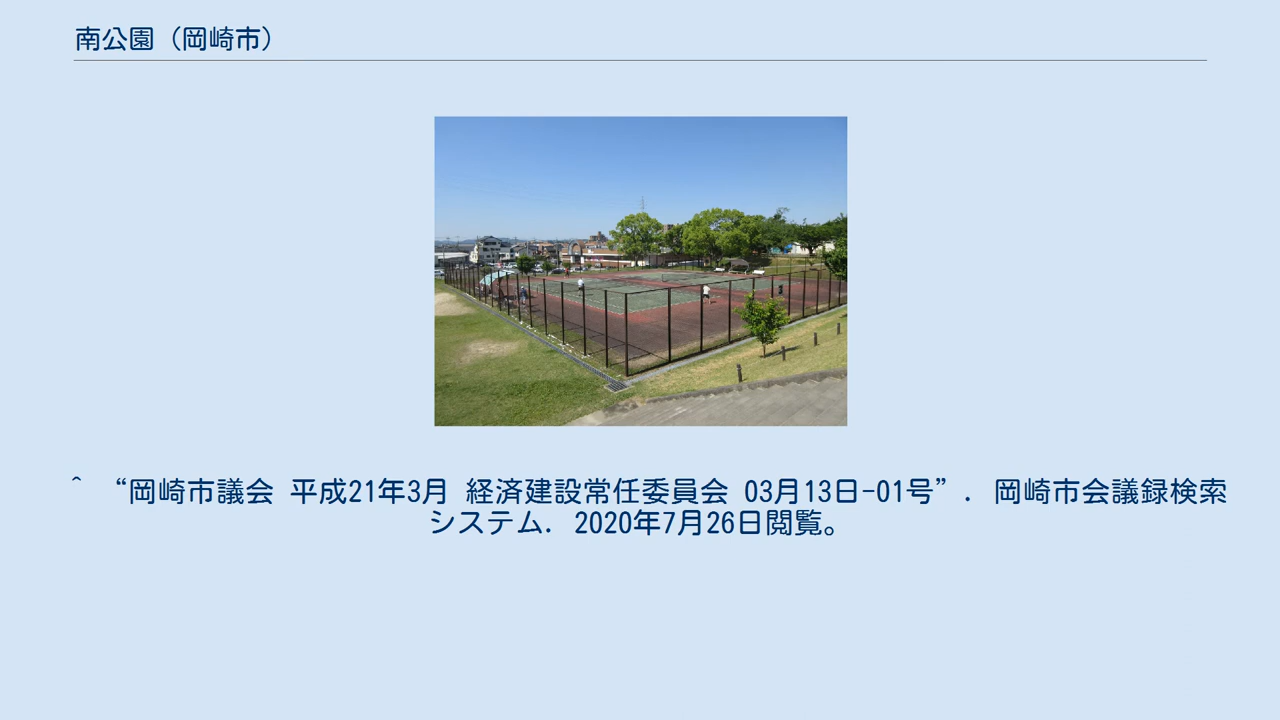 南公園（岡崎市）
^ “岡崎市議会 平成21年3月 経済建設常任委員会 03月13日-01号”. 岡崎市会議録検索
システム. 2020年7月26日閲覧。